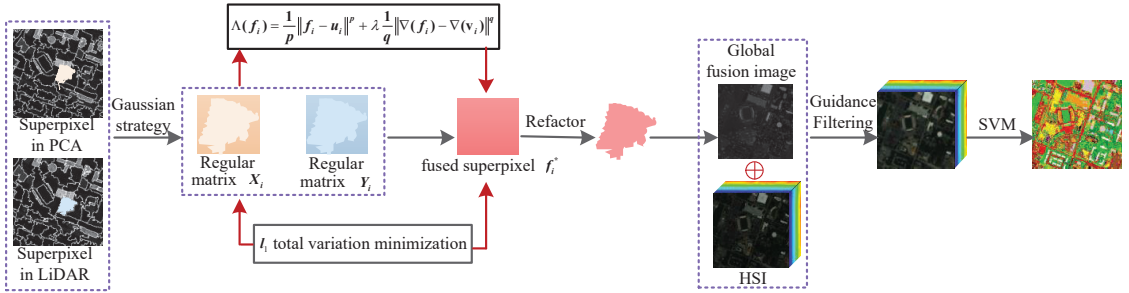 Λ(f_i) = 1/p ‖f_i − u_i‖^p + λ 1/q ‖∇(f_i) − ∇(v_i)‖^q
Superpixel
in PCA
Superpixel
in LiDAR
Gaussian
strategy
Regular
matrix X_i
Regular
matrix Y_i
fused superpixel f_i^*
l_1 total variation minimization
Refactor
Global
fusion image
HSI
Guidance
Filtering
SVM